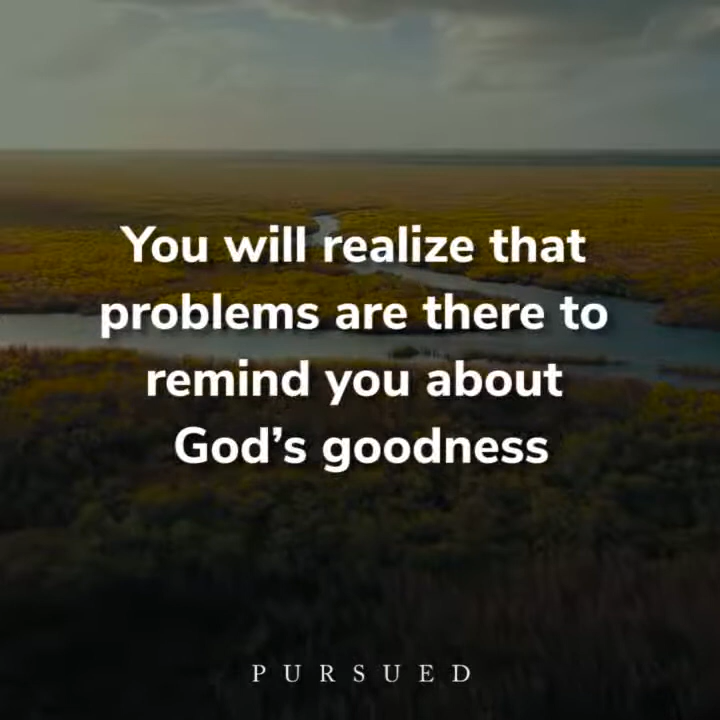 You will realize that
problems are there to
remind you about
God’s goodness
PURSUED